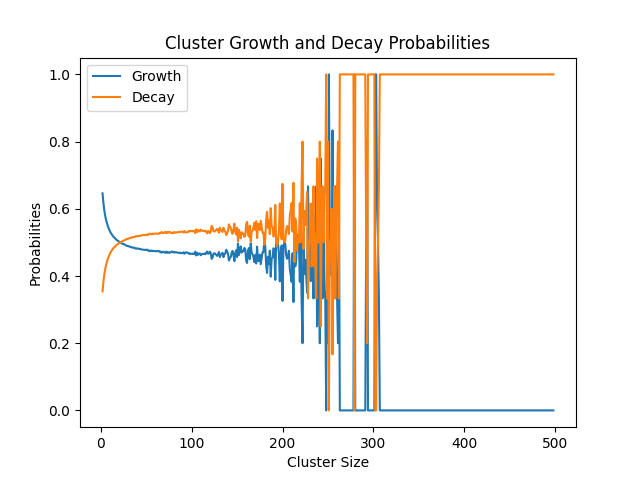 Cluster Growth and Decay Probabilities
Growth
Decay
Probabilities
1.0
0.8
0.6
0.4
0.2
0.0
0
100
200
300
400
500
Cluster Size